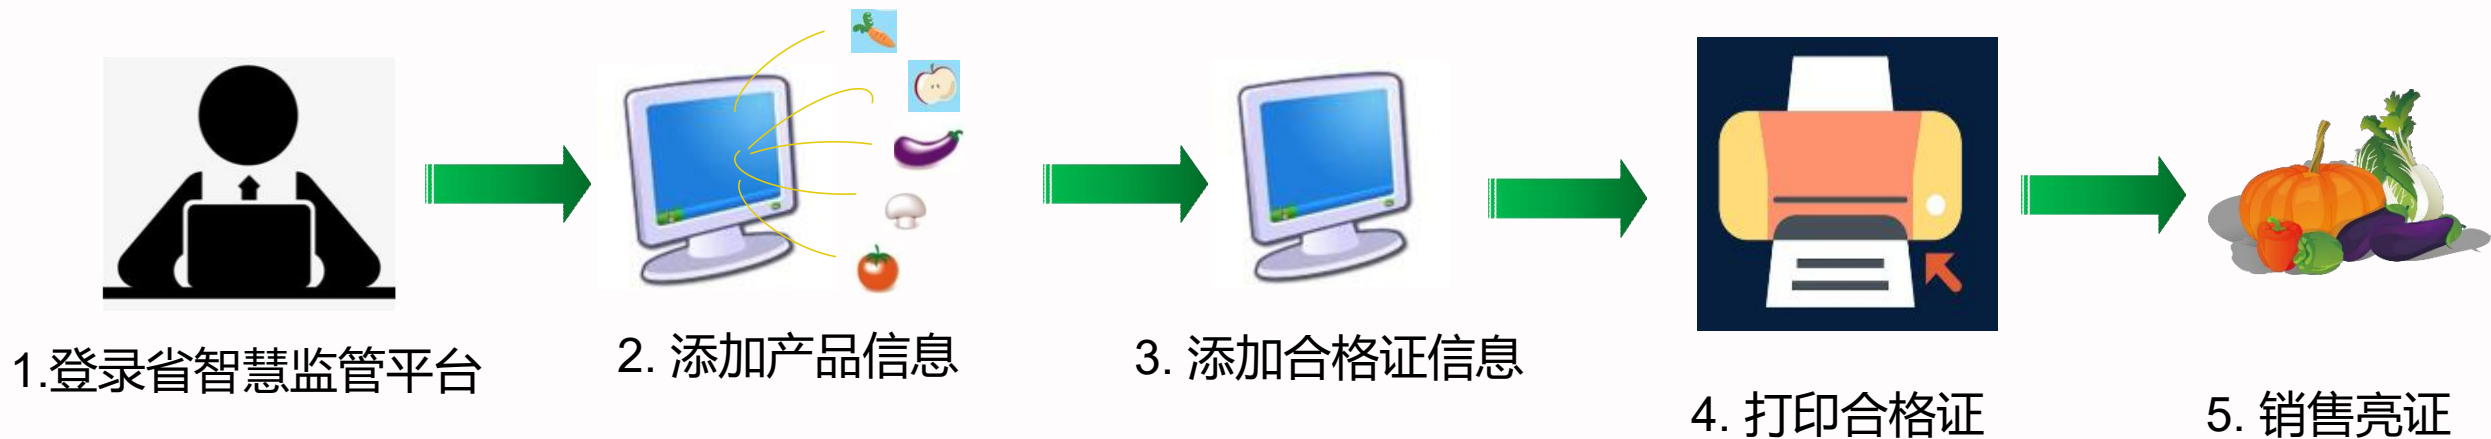 1.登录省智慧监管平台
2. 添加产品信息
3. 添加合格证信息
4. 打印合格证
5. 销售亮证